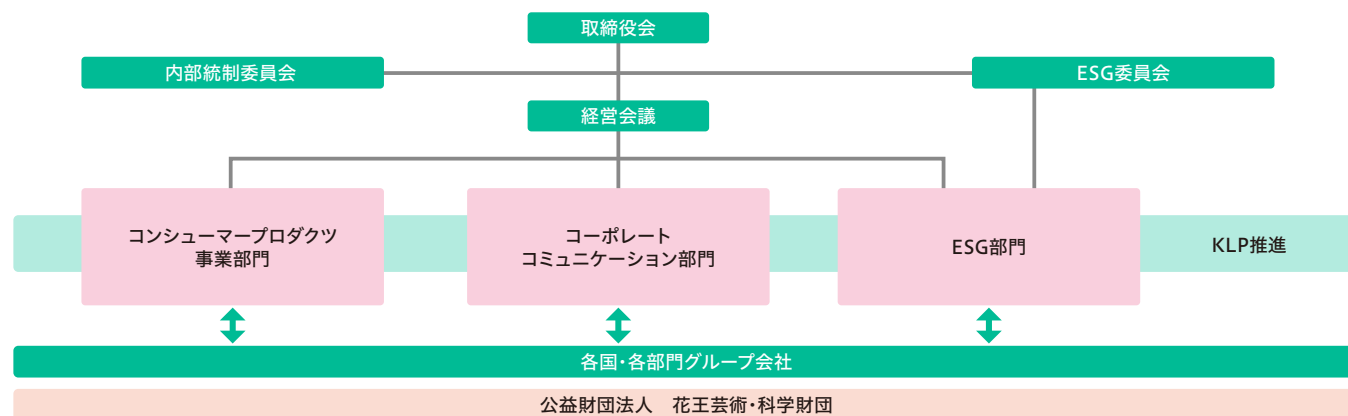 取締役会
内部統制委員会
ESG委員会
経営会議
コンシューマープロダクツ
事業部門
コーポレート
コミュニケーション部門
ESG部門
KLP推進
各国・各部門グループ会社
公益財団法人　花王芸術・科学財団